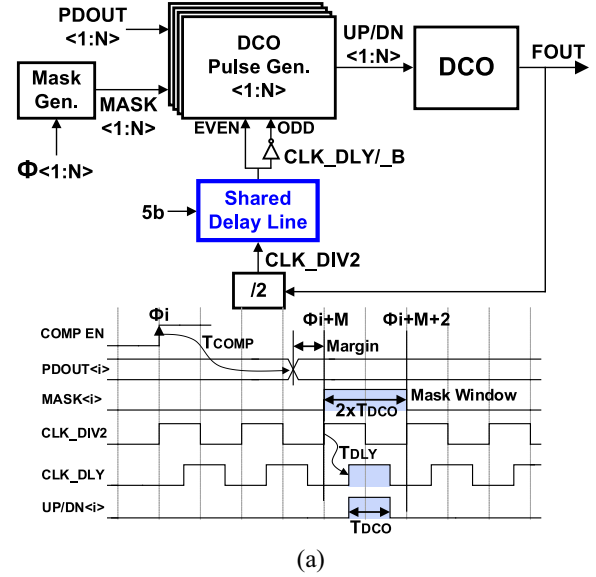 PDOUT
<1:N>
Mask
Gen.
MASK
<1:N>
Φ<1:N>
DCO
Pulse Gen.
<1:N>
UP/DN
<1:N>
DCO
FOUT
EVEN
ODD
CLK_DLY/_B
5b
Shared
Delay Line
CLK_DIV2
/2
Φi
Φi+M
Φi+M+2
COMP EN
TCOMP
Margin
PDOUT<i>
MASK<i>
2xTDCO
Mask Window
CLK_DIV2
TDLY
CLK_DLY
UP/DN<i>
TDCO
(a)